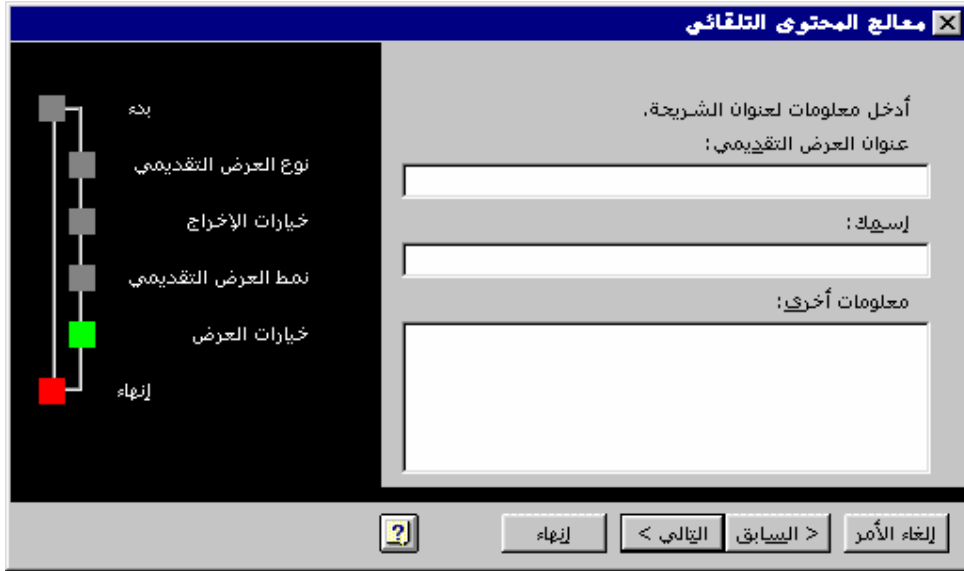 معالج المحتوى التلقائي
أدخل معلومات لعنوان الشريحة.
عنوان العرض التقديمي:
إسمك:
معلومات أخرى:
بدء
نوع العرض التقديمي
خيارات الإخراج
نمط العرض التقديمي
خيارات العرض
إنهاء
إلغاء الأمر
< السابق
التالي >
إنهاء
?